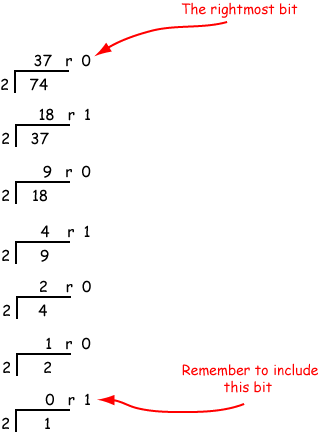 The rightmost bit
37 r 0
2 74
18 r 1
2 37
9 r 0
2 18
4 r 1
2 9
2 r 0
2 4
1 r 0
2 2
Remember to include
this bit
0 r 1
2 1